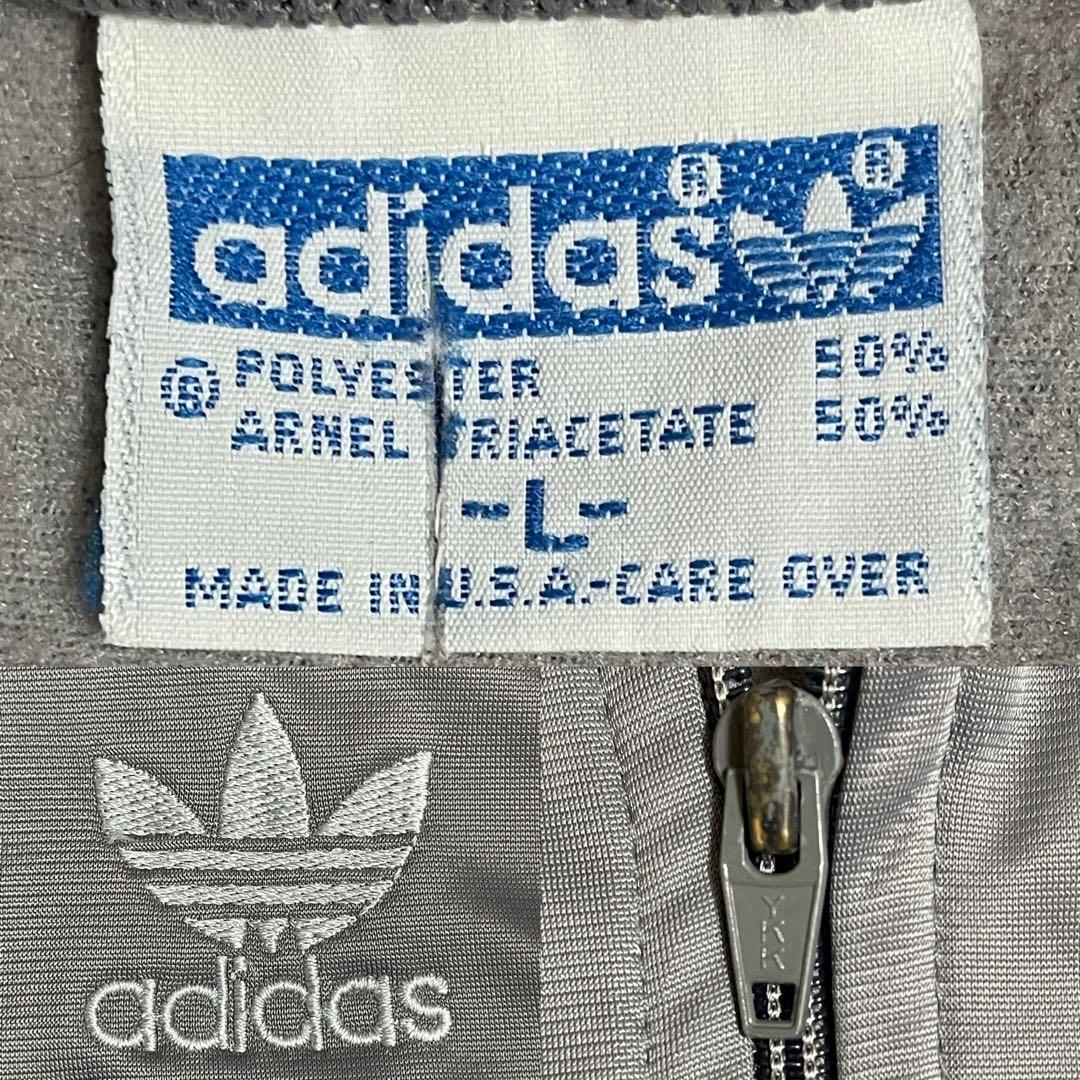 adidas® ®
® POLYESTER 50%
ARNEL TRIACETATE 50%
-L-
MADE IN U.S.A.-CARE OVER
adidas
YKK